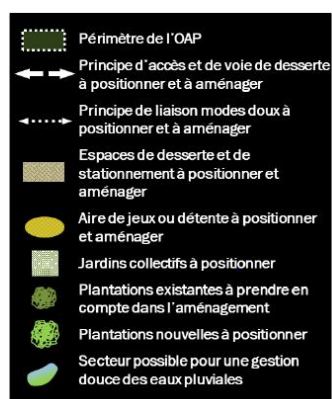 Périmètre de l'OAP
Principe d'accès et de voie de desserte
à positionner et à aménager
Principe de liaison modes doux à
positionner et à aménager
Espaces de desserte et de
stationnement à positionner et
aménager
Aire de jeux ou détente à positionner
et aménager
Jardins collectifs à positionner
Plantations existantes à prendre en
compte dans l'aménagement
Plantations nouvelles à positionner
Secteur possible pour une gestion
douce des eaux pluviales